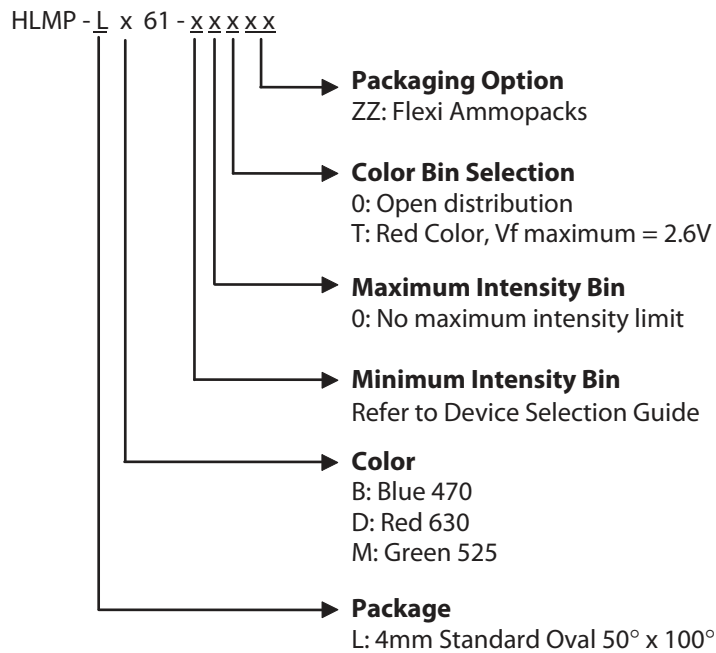 HLMP - L x 61 - x x x x x
Packaging Option
ZZ: Flexi Ammopacks
Color Bin Selection
0: Open distribution
T: Red Color, Vf maximum = 2.6V
Maximum Intensity Bin
0: No maximum intensity limit
Minimum Intensity Bin
Refer to Device Selection Guide
Color
B: Blue 470
D: Red 630
M: Green 525
Package
L: 4mm Standard Oval 50° x 100°